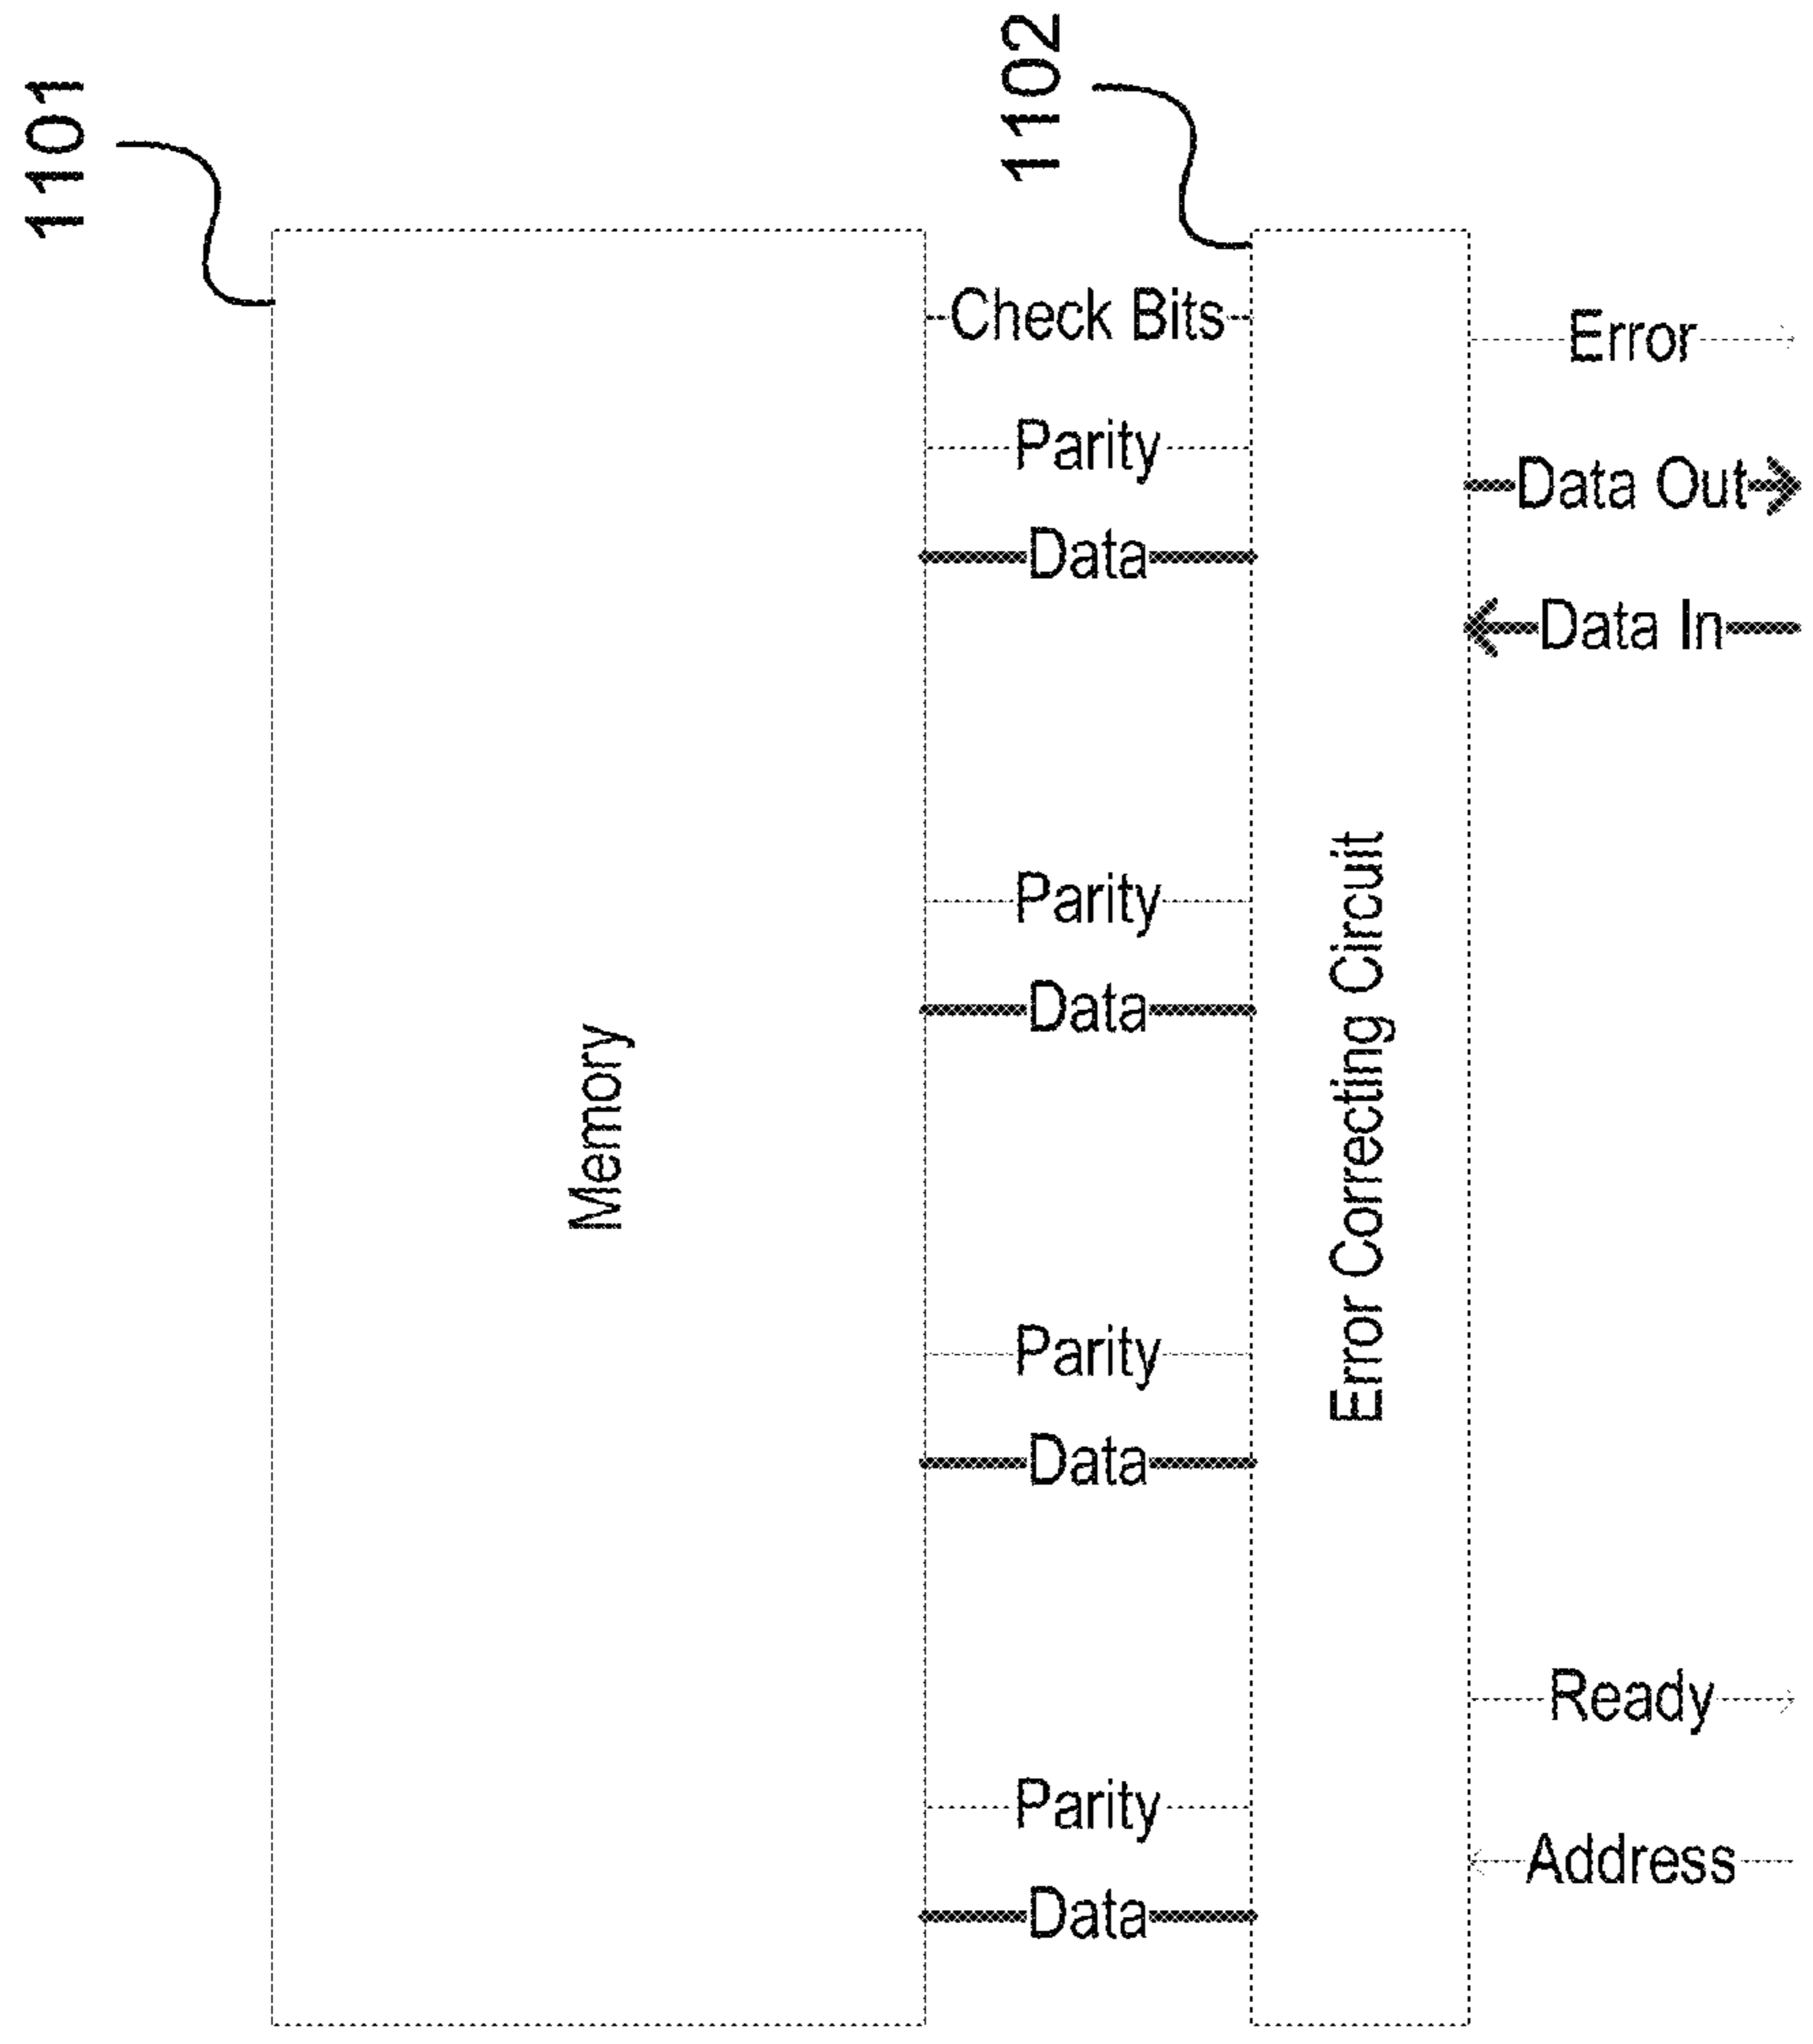 1101
1102
Check Bits
Error
Parity
Data Out
Data
Data In
Parity
Data
Memory
Error Correcting Circuit
Parity
Data
Ready
Parity
Address
Data